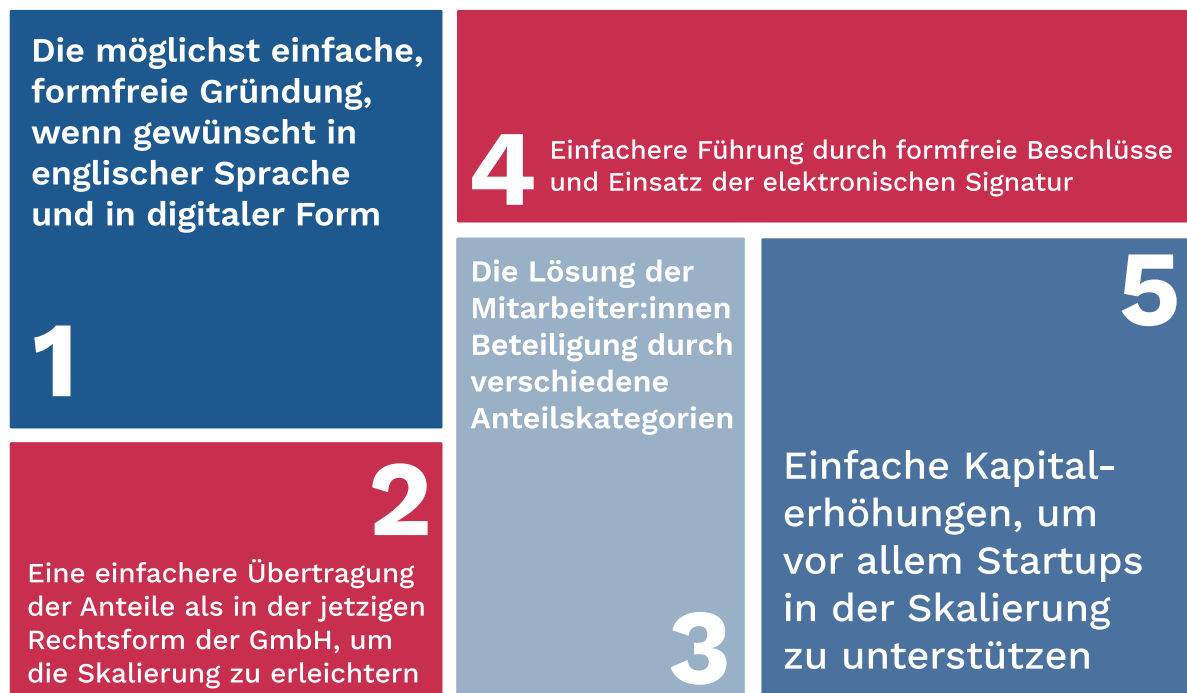 Die möglichst einfache,
formfreie Gründung,
wenn gewünscht in
englischer Sprache
und in digitaler Form
1
2
Eine einfachere Übertragung
der Anteile als in der jetzigen
Rechtsform der GmbH, um
die Skalierung zu erleichtern
Die Lösung der
Mitarbeiter:innen
Beteiligung durch
verschiedene
Anteilskategorien
3
4
Einfachere Führung durch formfreie Beschlüsse
und Einsatz der elektronischen Signatur
5
Einfache Kapital-
erhöhungen, um
vor allem Startups
in der Skalierung
zu unterstützen